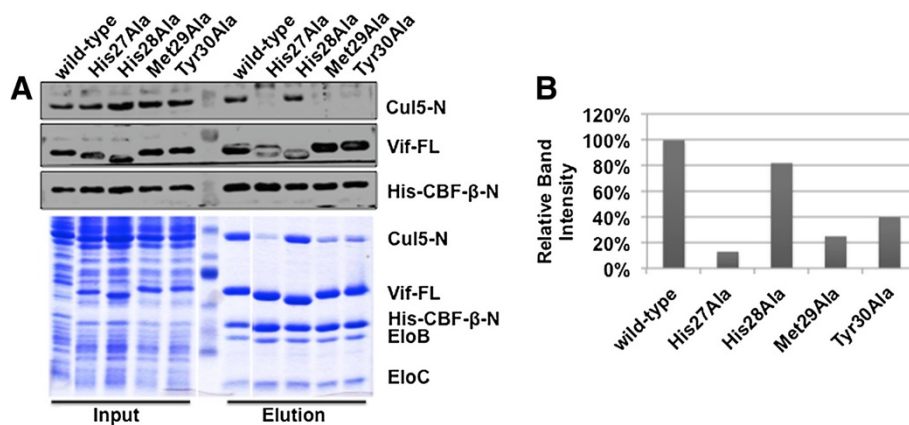 A
wild-type
His27Ala
His28Ala
Met29Ala
Tyr30Ala
wild-type
His27Ala
His28Ala
Met29Ala
Tyr30Ala
Cul5-N
Vif-FL
His-CBF-β-N
Cul5-N
Vif-FL
His-CBF-β-N
EloB
EloC
Input
Elution
B
Relative Band
Intensity
120%
100%
80%
60%
40%
20%
0%
wild-type
His27Ala
His28Ala
Met29Ala
Tyr30Ala